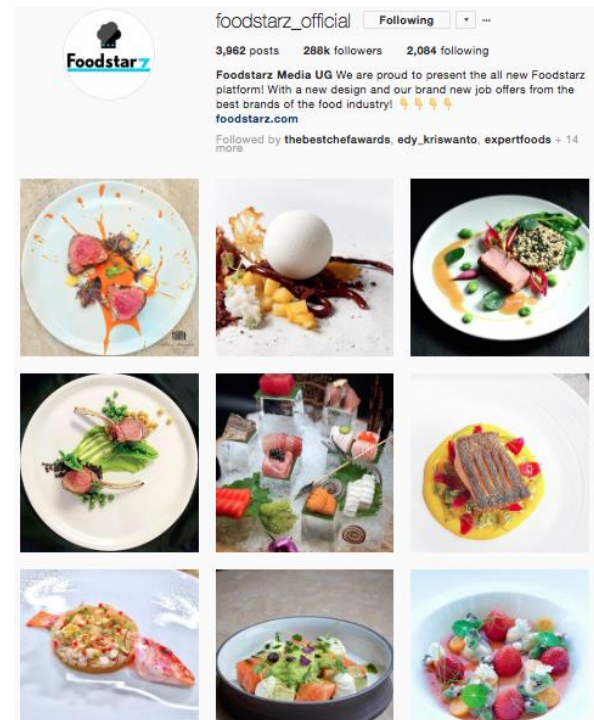 foodstarz_official Following ...
Foodstarz
3,962 posts 288k followers 2,084 following
Foodstarz Media UG We are proud to present the all new Foodstarz
platform! With a new design and our brand new job offers from the
best brands of the food industry! 👇👇👇👇
foodstarz.com
Followed by thebestchefawards, edy_kriswanto, expertfoods + 14
more